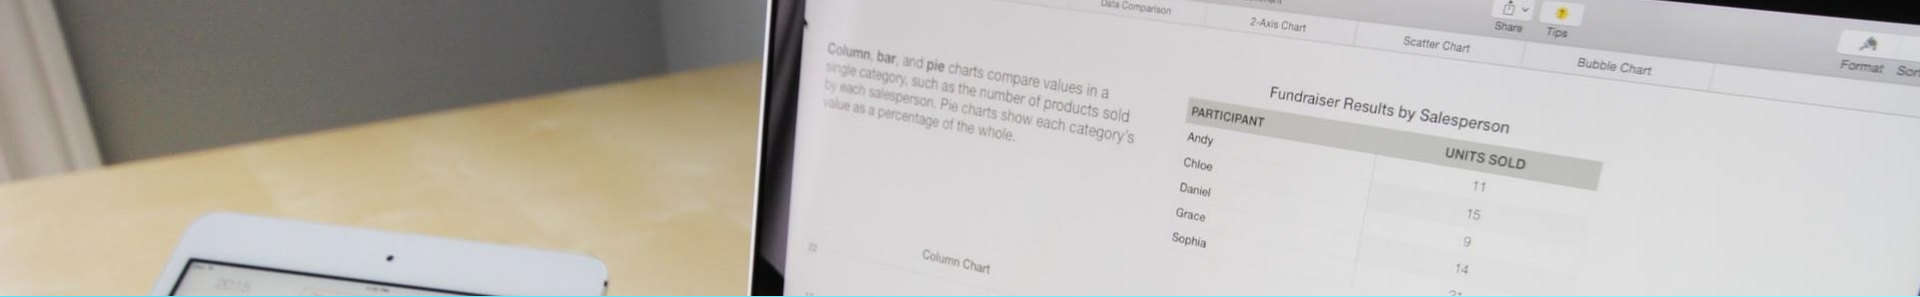 Data Comparison
2-Axis Chart
Scatter Chart
Bubble Chart
Share
Tips
Format
Column, bar, and pie charts compare values in a
single category, such as the number of products sold
by each salesperson. Pie charts show each category's
value as a percentage of the whole.
Fundraiser Results by Salesperson
PARTICIPANT UNITS SOLD
Andy 11
Chloe 15
Daniel 9
Grace 14
Sophia
22
Column Chart
2015